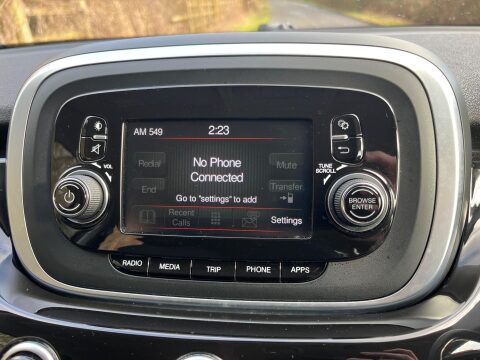 AM 549
2:23
Redial
No Phone
Connected
Mute
VOL
TUNE
SCROLL
End
Transfer
Go to "settings" to add
BROWSE
ENTER
Recent
Calls
Settings
RADIO
MEDIA
TRIP
PHONE
APPS